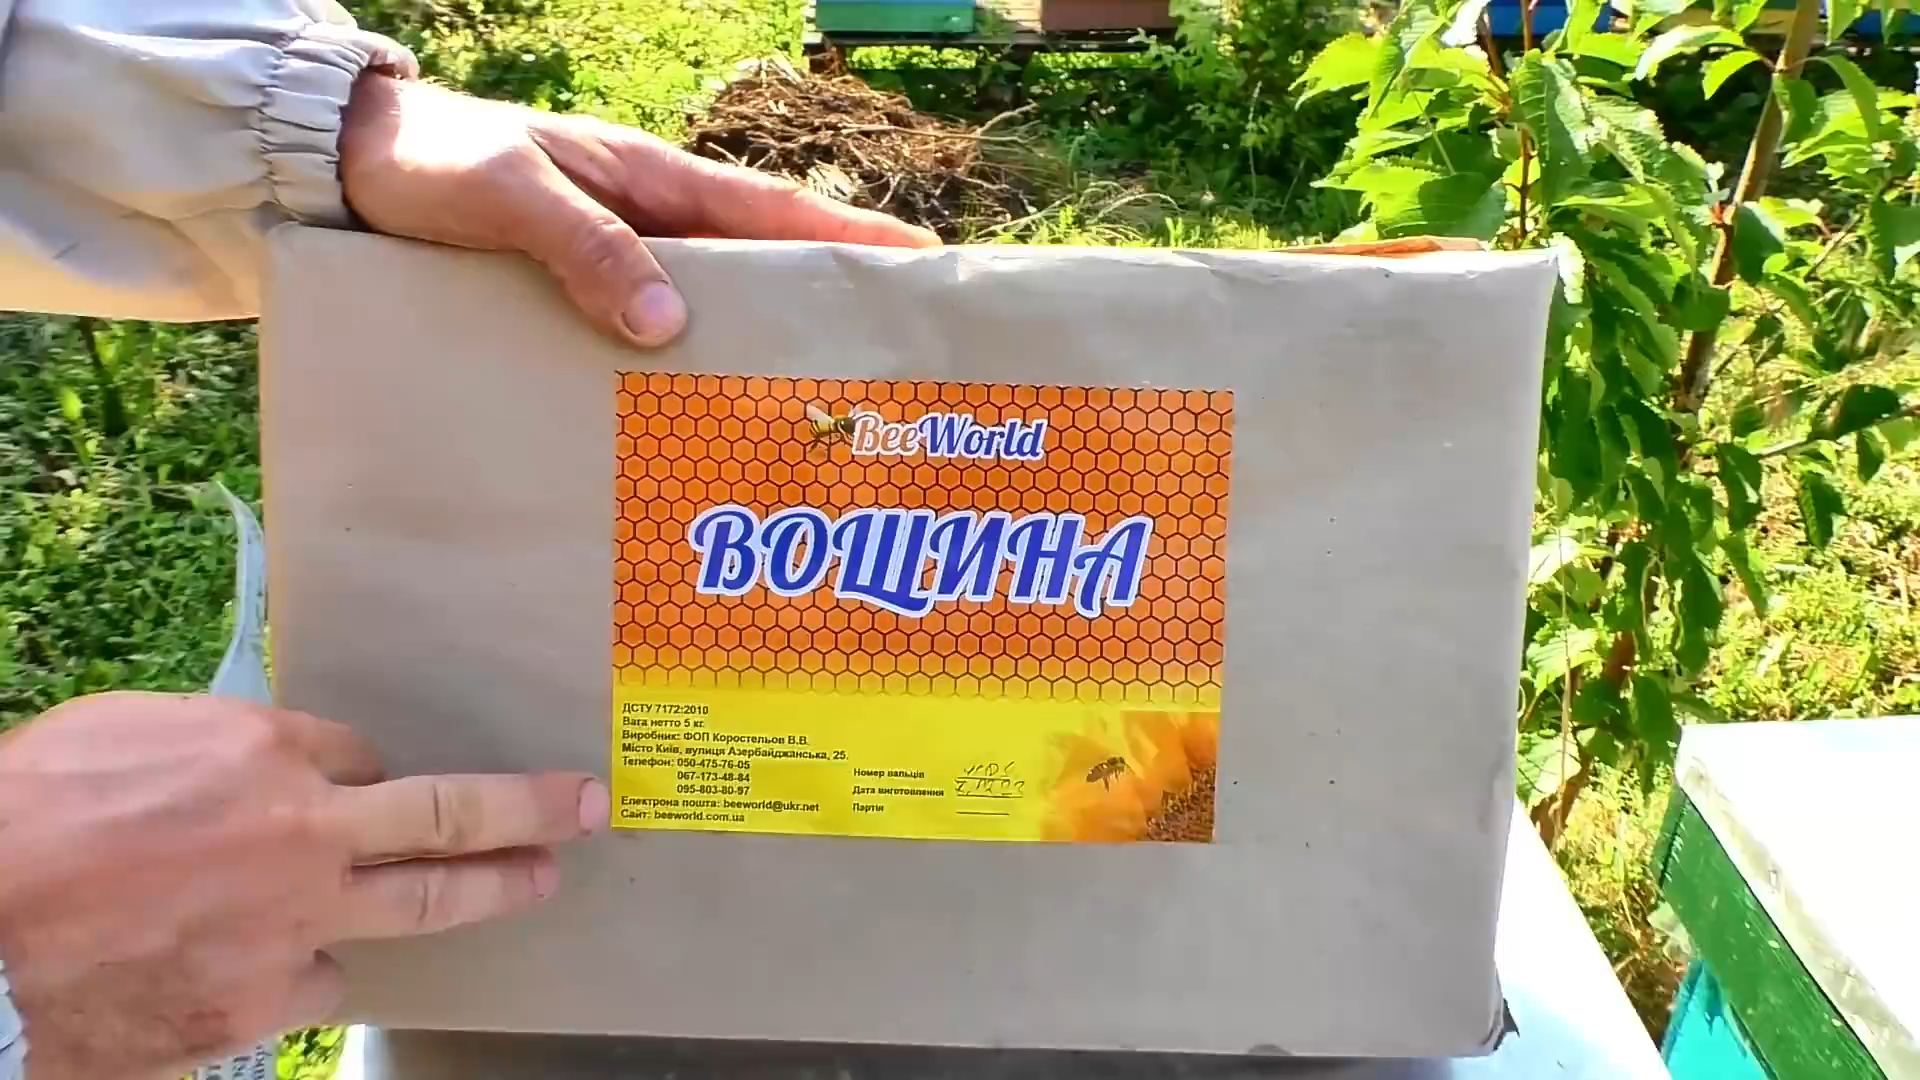 BeeWorld
ВОЩИНА
ДСТУ 7172:2010
Вага нетто 5 кг.
Виробник: ФОП Коростельов В.В.
Місто Київ, вулиця Азербайджанська, 25.
Телефон: 050-475-76-05
067-173-48-84
095-803-80-97
Електрона пошта: beeworld@ukr.net
Сайт: beeworld.com.ua
Номер вальців
Дата виготовлення
Партія